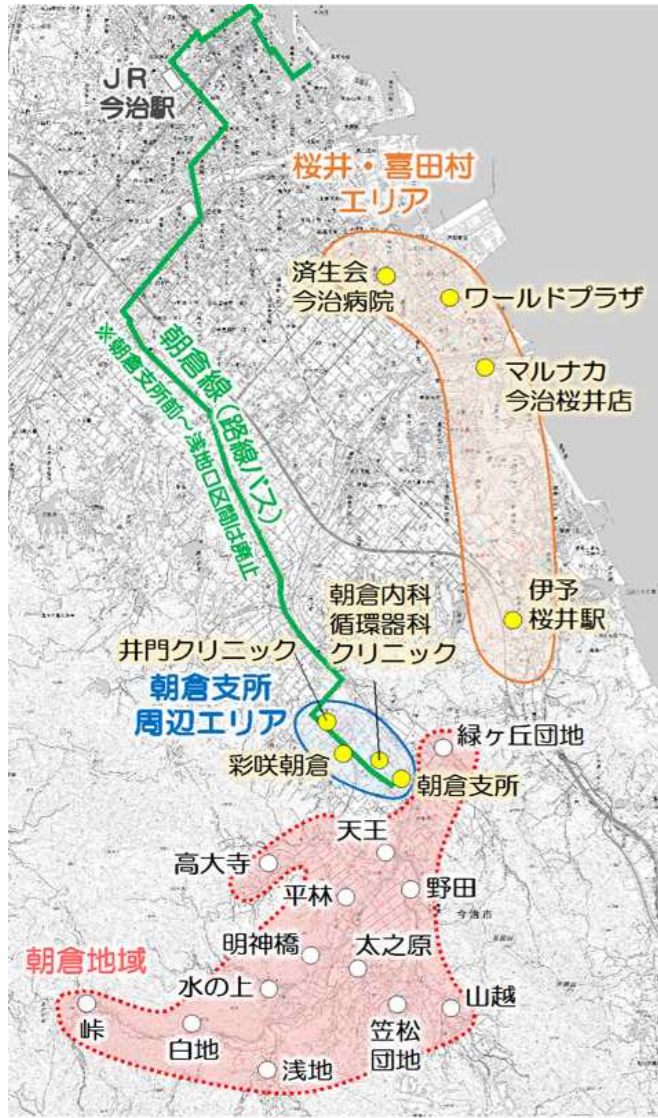 JR
今治駅
桜井・喜田村
エリア
済生会
今治病院
ワールドプラザ
マルナカ
今治桜井店
朝倉線（路線バス）
※朝倉支所前～浅地口区間は廃止
伊予
桜井駅
朝倉内科
循環器科
クリニック
井門クリニック
朝倉支所
周辺エリア
緑ヶ丘団地
彩咲朝倉
朝倉支所
天王
高大寺
野田
平林
今治市
明神橋
太之原
朝倉地域
水の上
山越
峠
白地
笠松
団地
浅地